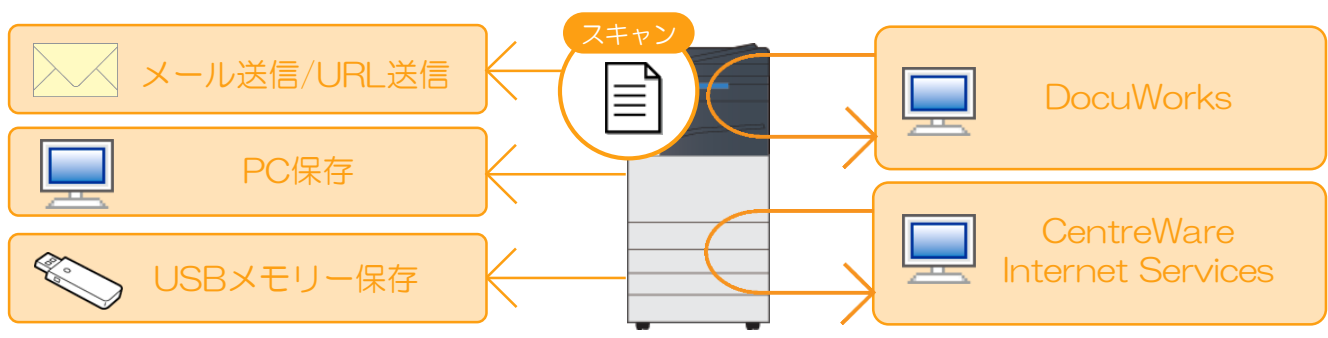 スキャン
メール送信/URL送信
PC保存
USBメモリー保存
DocuWorks
CentreWare
Internet Services